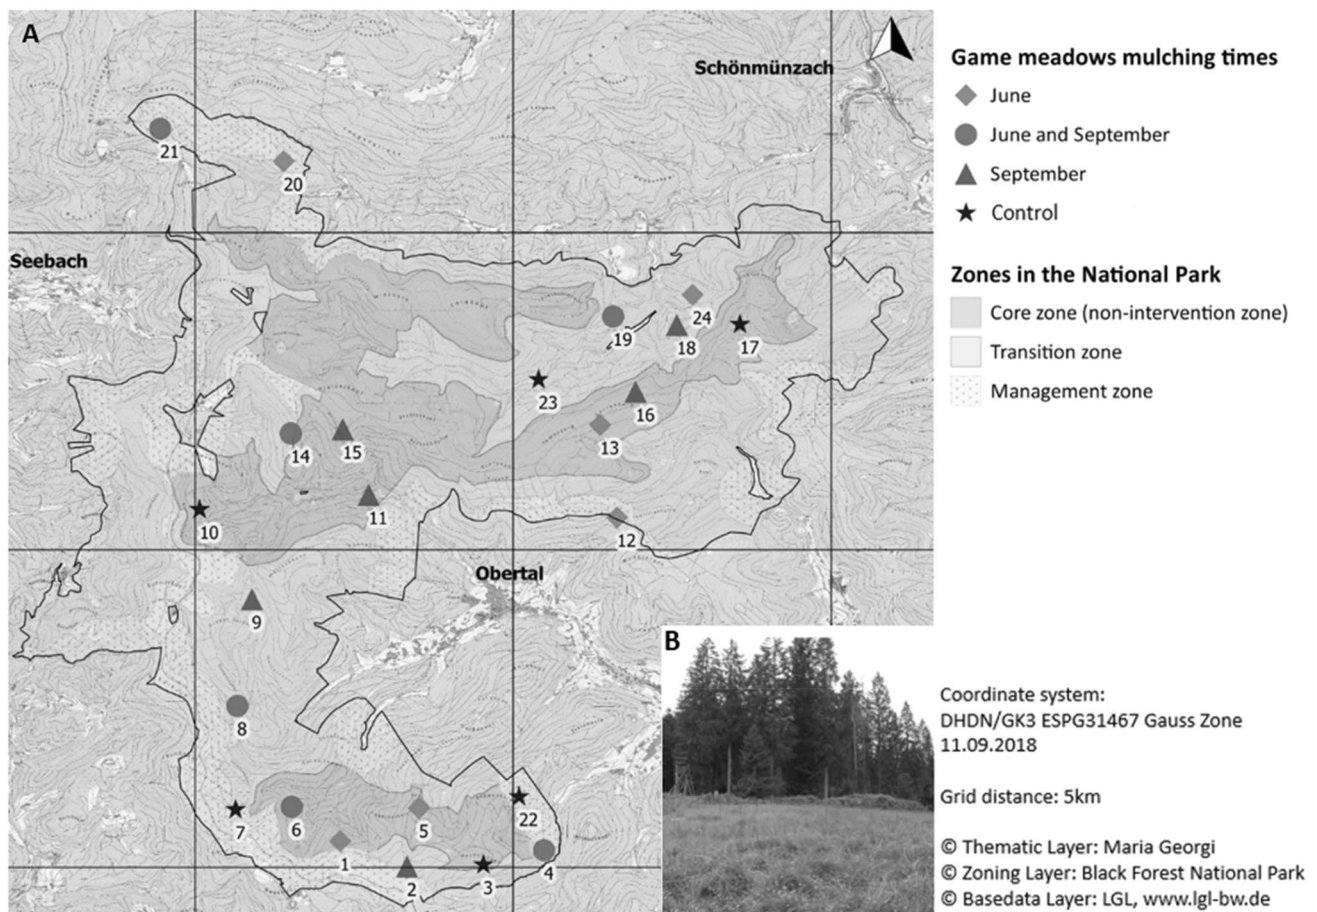 A
Schönmünzach
21
20
Seebach
24
19
18
17
23
16
14
15
13
11
10
12
Obertal
9
8
7
6
5
22
1
4
2
3
B
Game meadows mulching times
June
June and September
September
Control
Zones in the National Park
Core zone (non-intervention zone)
Transition zone
Management zone
Coordinate system:
DHDN/GK3 ESPG31467 Gauss Zone
11.09.2018
Grid distance: 5km
© Thematic Layer: Maria Georgi
© Zoning Layer: Black Forest National Park
© Basedata Layer: LGL, www.lgl-bw.de